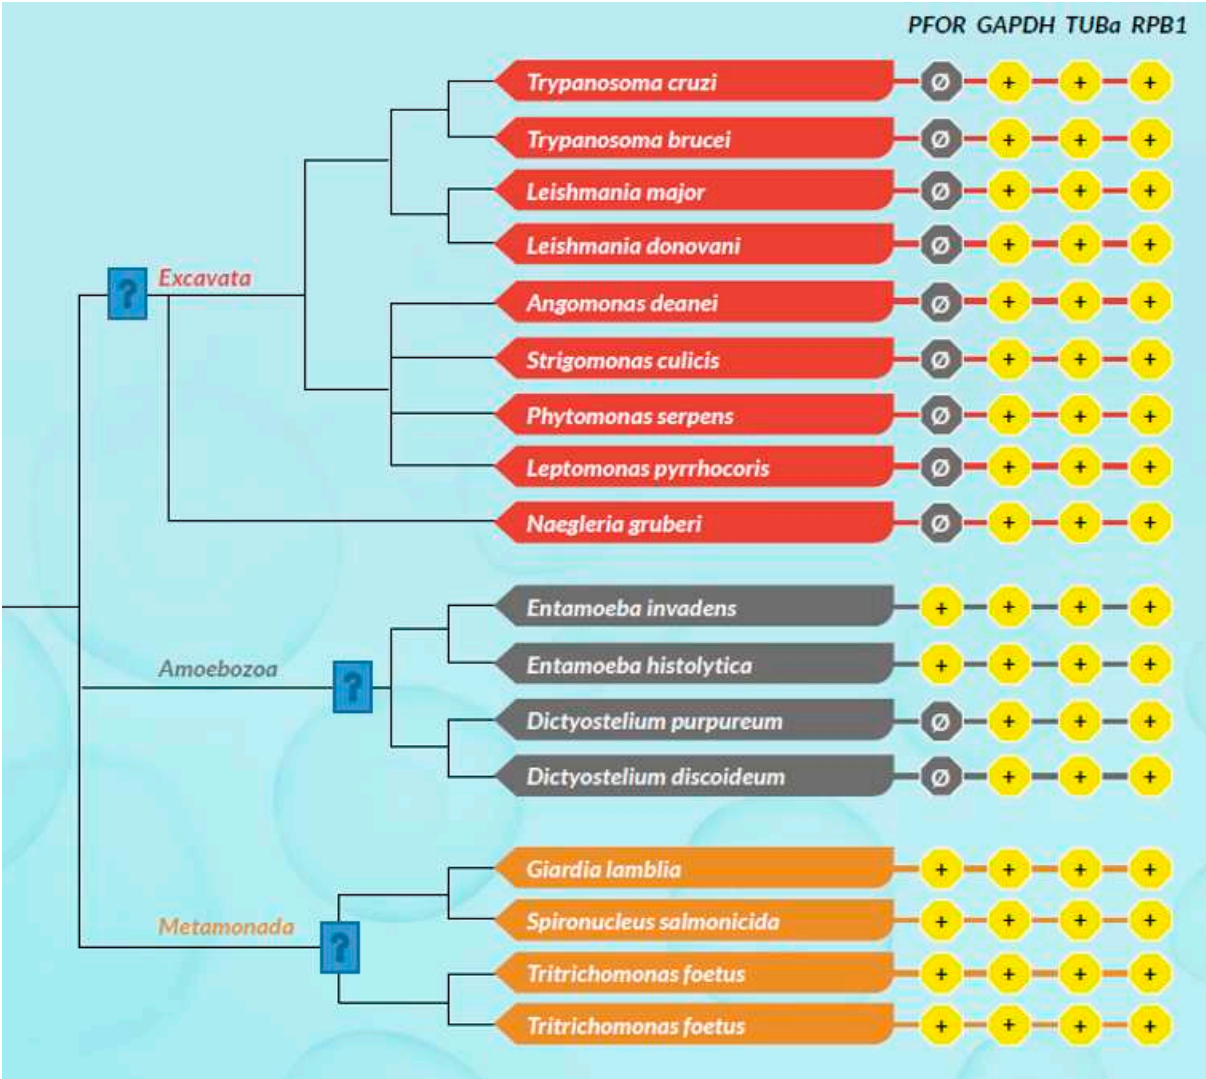 PFOR GAPDH TUBa RPB1
Trypanosoma cruzi Ø + + +
Trypanosoma brucei Ø + + +
Leishmania major Ø + + +
Leishmania donovani Ø + + +
? Excavata
Angomonas deanei Ø + + +
Strigomonas culicis Ø + + +
Phytomonas serpens Ø + + +
Leptomonas pyrrhocoris Ø + + +
Naegleria gruberi Ø + + +
Entamoeba invadens + + + +
Amoebozoa ?
Entamoeba histolytica + + + +
Dictyostelium purpureum Ø + + +
Dictyostelium discoideum Ø + + +
Giardia lamblia + + + +
Metamonada ?
Spironucleus salmonicida + + + +
Tritrichomonas foetus + + + +
Tritrichomonas foetus + + + +